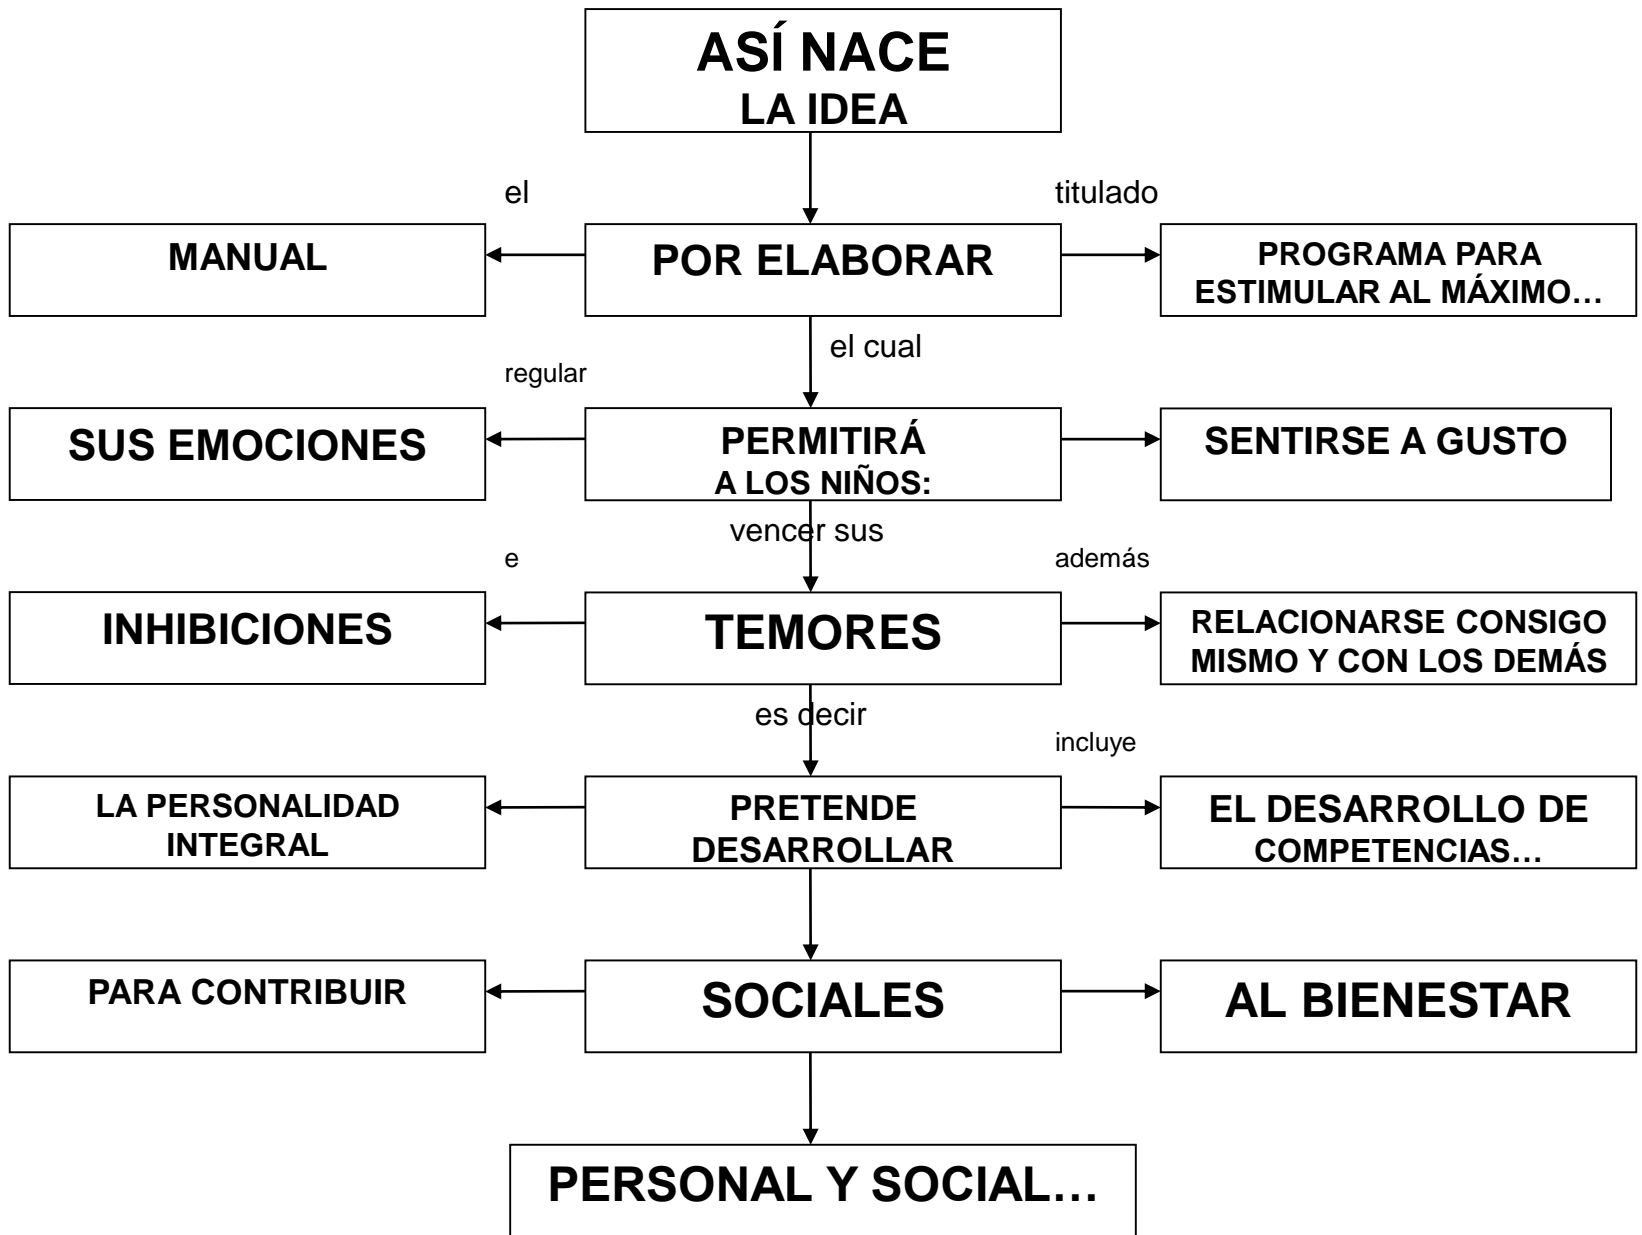 ASÍ NACE
LA IDEA
el
titulado
MANUAL
POR ELABORAR
PROGRAMA PARA
ESTIMULAR AL MÁXIMO…
el cual
regular
SUS EMOCIONES
PERMITIRÁ
A LOS NIÑOS:
SENTIRSE A GUSTO
vencer sus
e
además
INHIBICIONES
TEMORES
RELACIONARSE CONSIGO
MISMO Y CON LOS DEMÁS
es decir
incluye
LA PERSONALIDAD
INTEGRAL
PRETENDE
DESARROLLAR
EL DESARROLLO DE
COMPETENCIAS…
PARA CONTRIBUIR
SOCIALES
AL BIENESTAR
PERSONAL Y SOCIAL…